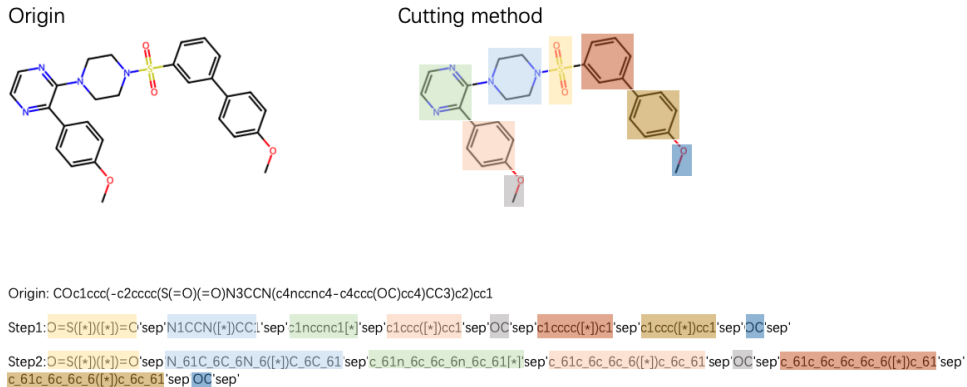 Origin
Cutting method
N N N N S O O O
N N N N S O O O
O
O
Origin: COc1ccc(-c2cccc(S(=O)(=O)N3CCN(c4nccnc4-c4ccc(OC)cc4)CC3)c2)cc1
Step1:O=S([*])([*])=O'sep'N1CCN([*])CC1'sep'c1nccnc1[*]'sep'c1ccc([*])cc1'sep'OC'sep'c1cccc([*])c1'sep'c1ccc([*])cc1'sep'OC'sep'
Step2:O=S([*])([*])=O'sep N_61C_6C_6N_6([*])C_6C_61'sep'c_61n_6c_6c_6n_6c_61[*]'sep'c_61c_6c_6c_6([*])c_6c_61'sep'OC'sep'c_61c_6c_6c_6c_6([*])c_61'sep'
c_61c_6c_6c_6([*])c_6c_61'sep OC'sep'